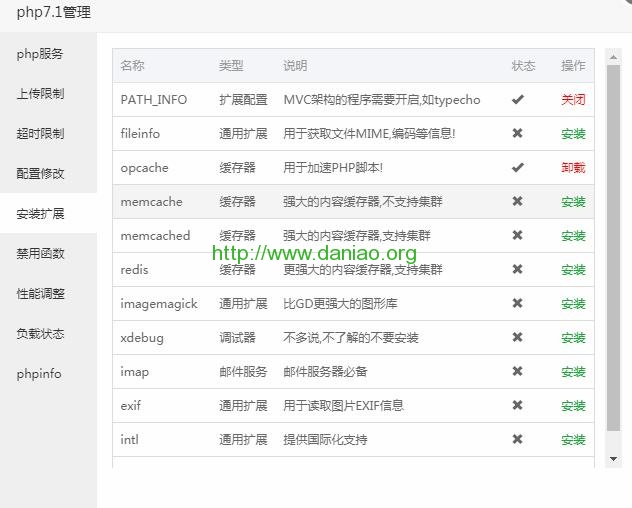 php7.1管理
php服务
上传限制
超时限制
配置修改
安装扩展
禁用函数
性能调整
负载状态
phpinfo
名称 类型 说明 状态 操作
PATH_INFO 扩展配置 MVC架构的程序需要开启,如typecho 关闭
fileinfo 通用扩展 用于获取文件MIME,编码等信息! 安装
opcache 缓存器 用于加速PHP脚本! 卸载
memcache 缓存器 强大的内容缓存器,不支持集群 安装
memcached 缓存器 强大的内容缓存器,支持集群 安装
http://www.daniao.org
redis 缓存器 更强大的内容缓存器,支持集群 安装
imagemagick 通用扩展 比GD更强大的图形库 安装
xdebug 调试器 不多说,不了解的不要安装 安装
imap 邮件服务 邮件服务器必备 安装
exif 通用扩展 用于读取图片EXIF信息 安装
intl 通用扩展 提供国际化支持 安装